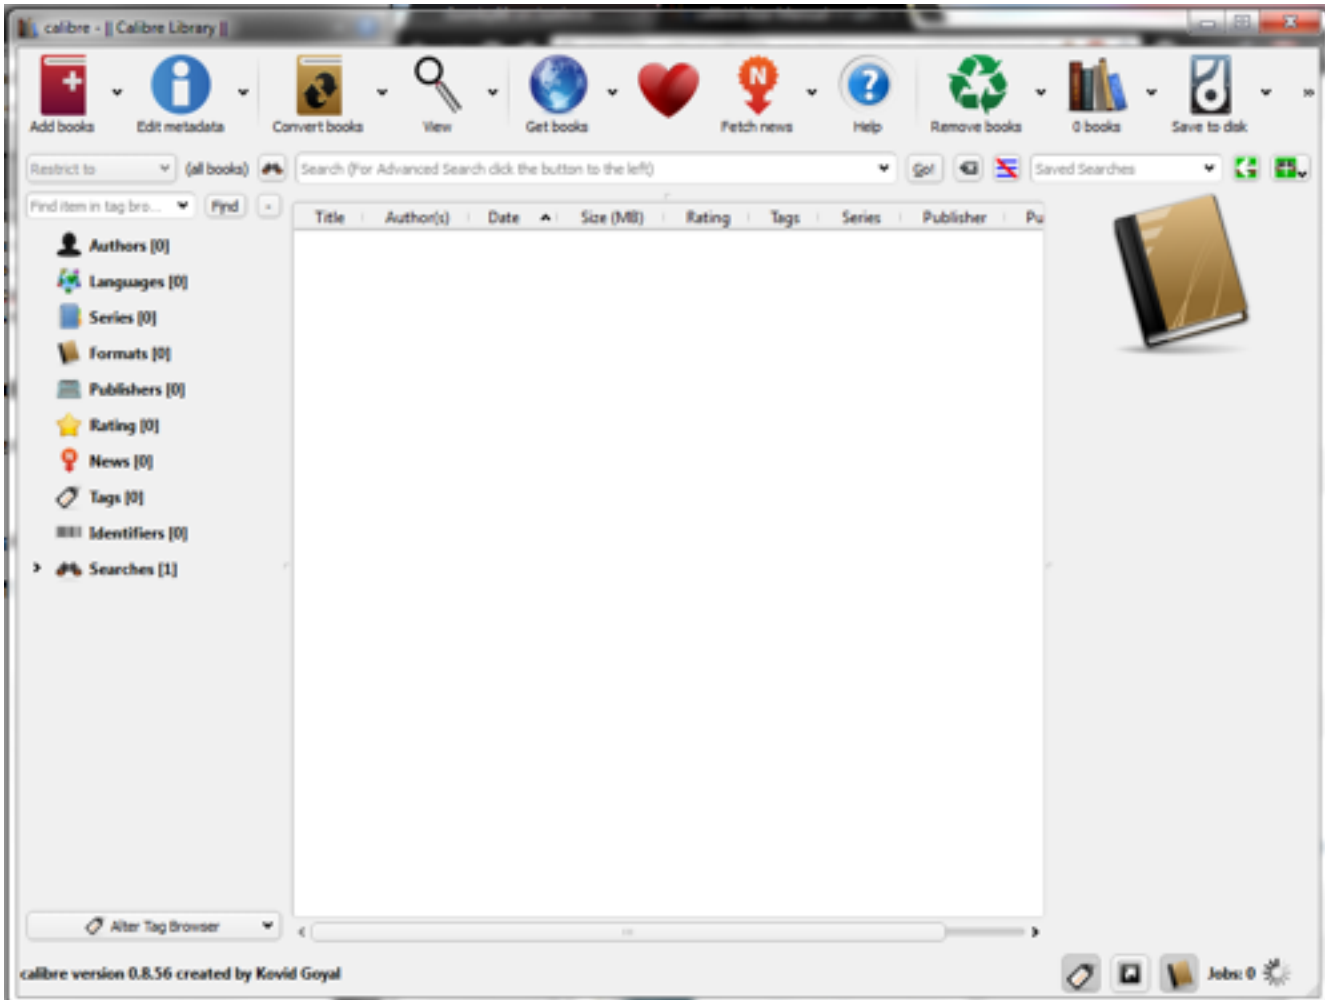 calibre - || Calibre Library ||
Add books
Edit metadata
Convert books
View
Get books
N
Fetch news
Help
Remove books
0 books
Save to disk
Restrict to
(all books)
Search (For Advanced Search click the button to the left)
Go!
Saved Searches
Find item in tag bro...
Find
Title
Author(s)
Date
Size (MB)
Rating
Tags
Series
Publisher
Pu
Authors [0]
Languages [0]
Series [0]
Formats [0]
Publishers [0]
Rating [0]
News [0]
Tags [0]
Identifiers [0]
Searches [1]
Alter Tag Browser
calibre version 0.8.56 created by Kovid Goyal
Jobs: 0